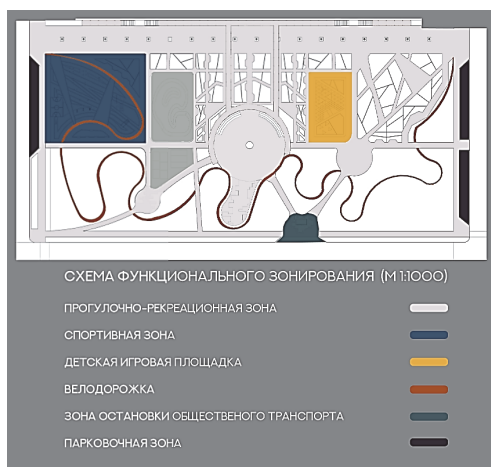 СХЕМА ФУНКЦИОНАЛЬНОГО ЗОНИРОВАНИЯ (М 1:1000)
ПРОГУЛОЧНО-РЕКРЕАЦИОННАЯ ЗОНА
СПОРТИВНАЯ ЗОНА
ДЕТСКАЯ ИГРОВАЯ ПЛОЩАДКА
ВЕЛОДОРОЖКА
ЗОНА ОСТАНОВКИ ОБЩЕСТВЕНОГО ТРАНСПОРТА
ПАРКОВОЧНАЯ ЗОНА